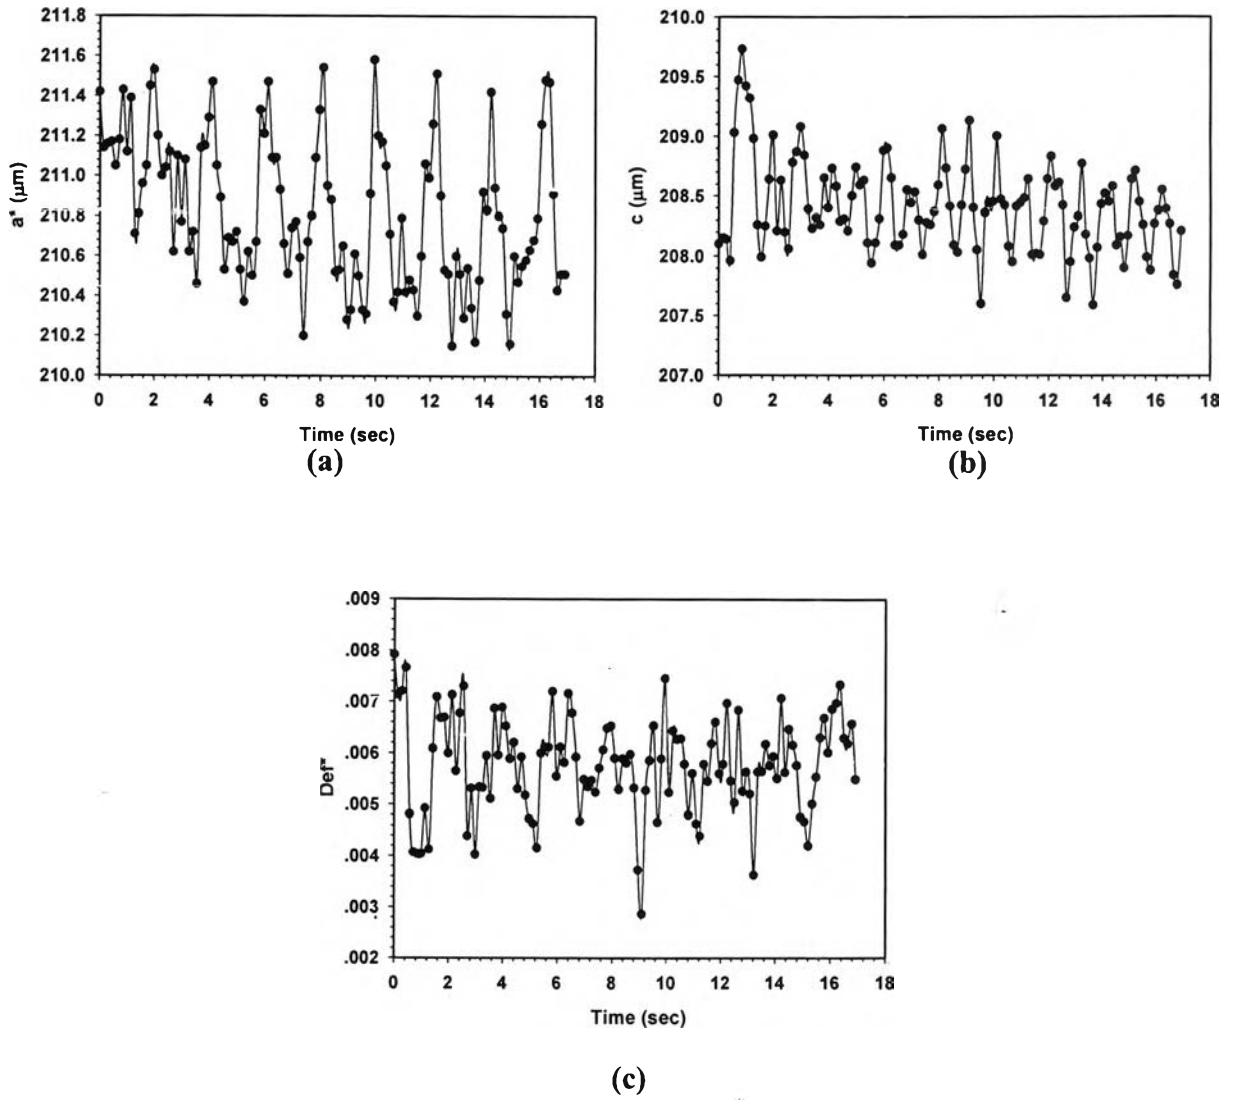 211.8
211.6
211.4
211.2
211.0
210.8
210.6
210.4
210.2
210.0
a* (μm)
0 2 4 6 8 10 12 14 16 18
Time (sec)
(a)
210.0
209.5
209.0
208.5
208.0
207.5
207.0
c (μm)
0 2 4 6 8 10 12 14 16 18
Time (sec)
(b)
.009
.008
.007
.006
.005
.004
.003
.002
Def*
0 2 4 6 8 10 12 14 16 18
Time (sec)
(c)